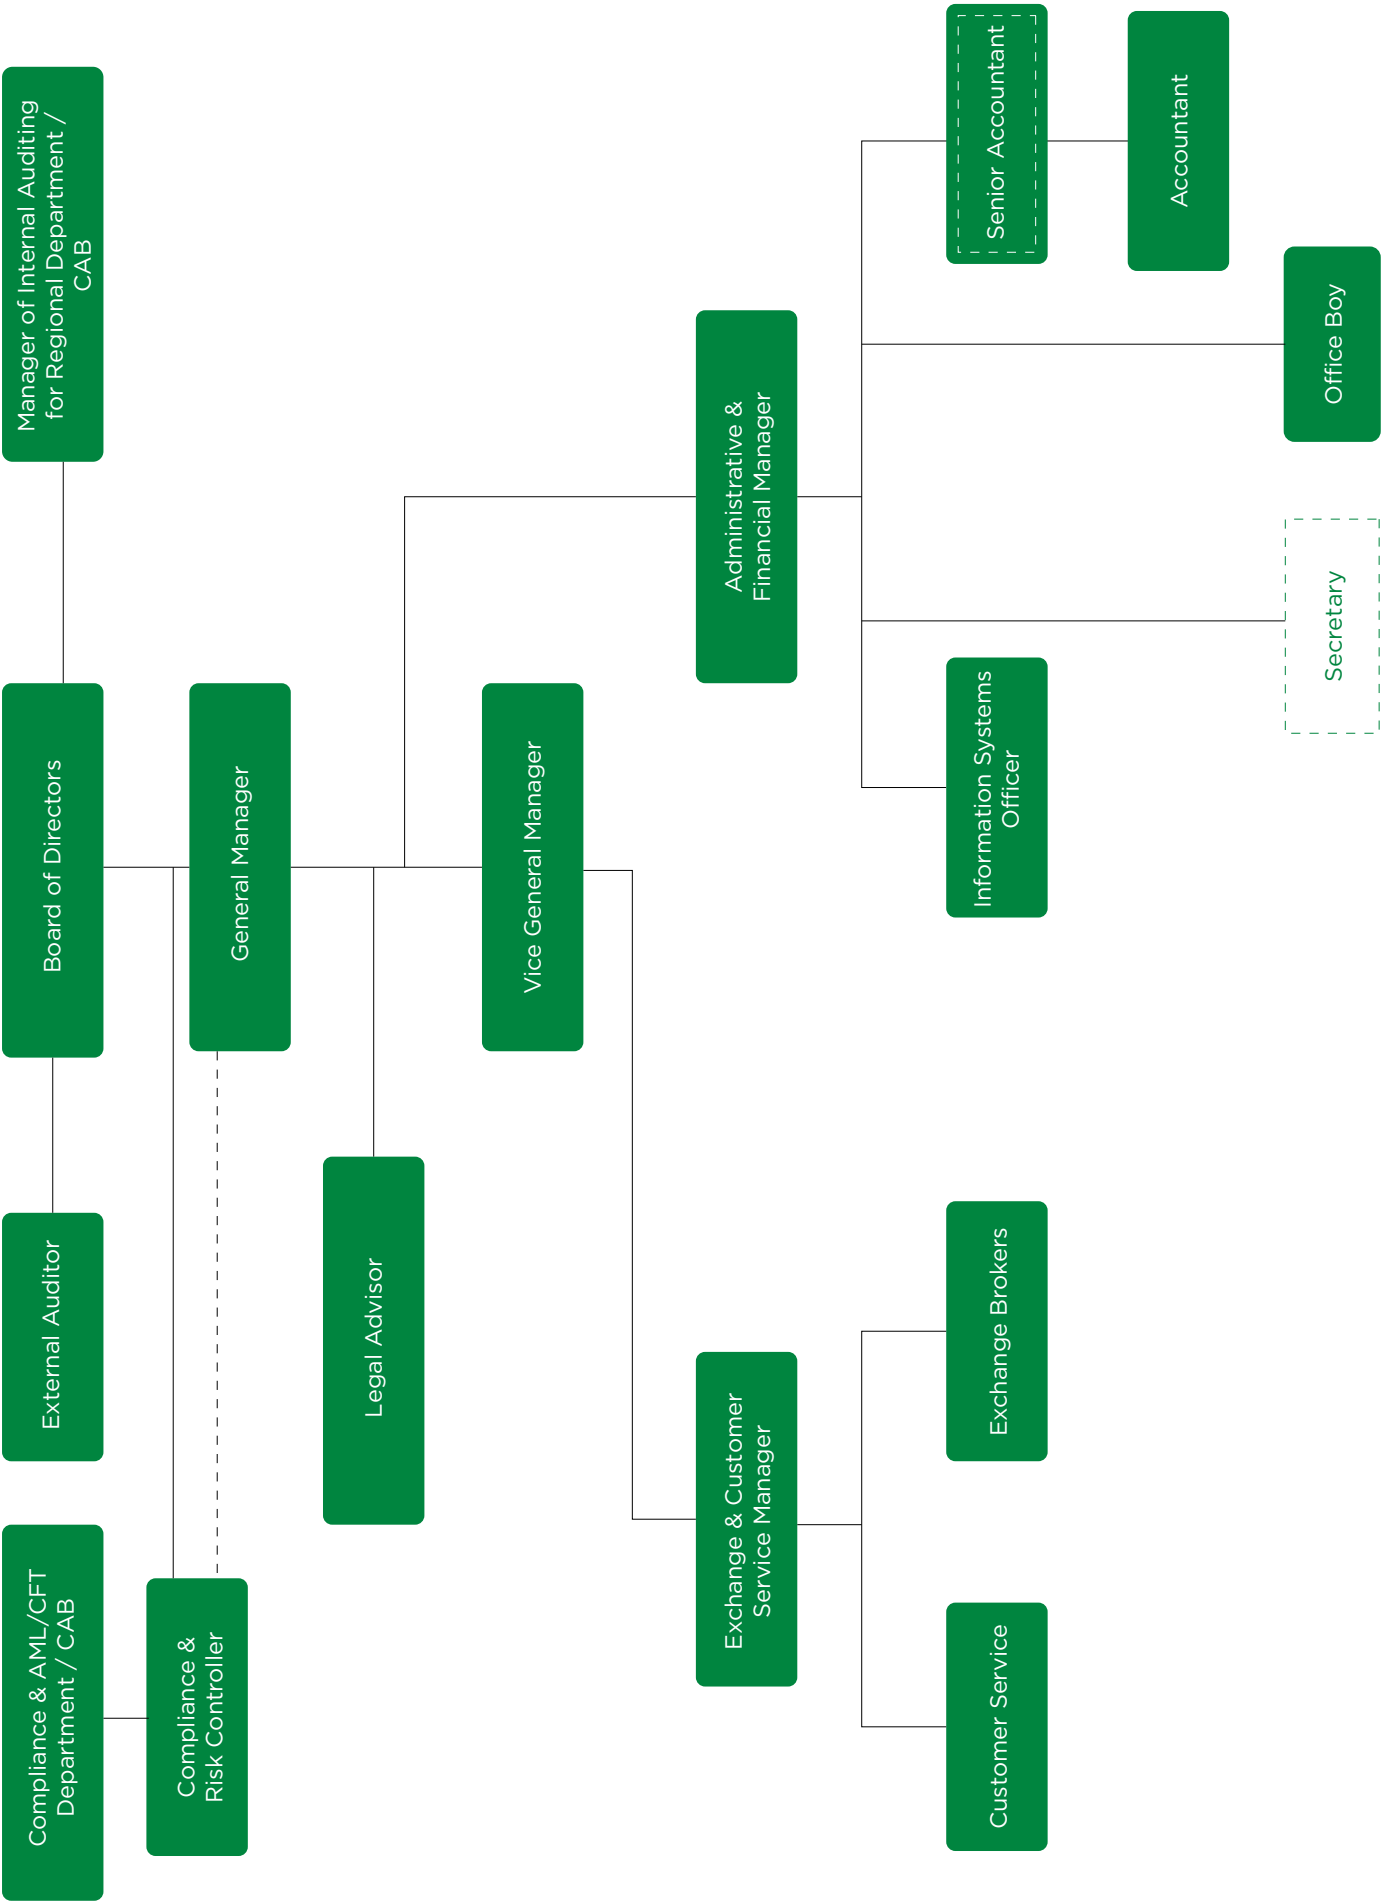 Compliance & AML/CFT
Department / CAB
External Auditor
Board of Directors
Manager of Internal Auditing
for Regional Department /
CAB
Compliance &
Risk Controller
General Manager
Legal Advisor
Vice General Manager
Exchange & Customer
Service Manager
Administrative &
Financial Manager
Customer Service
Exchange Brokers
Information Systems
Officer
Senior Accountant
Accountant
Secretary
Office Boy